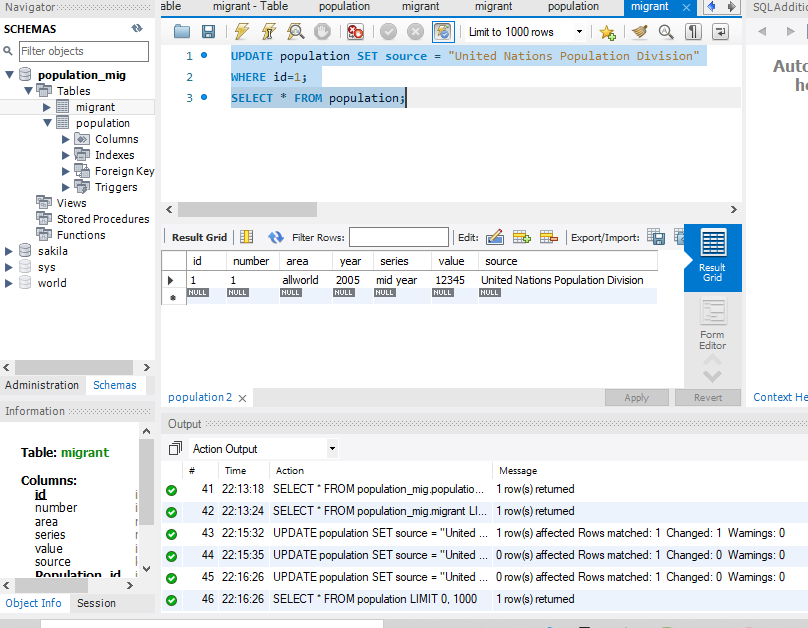 Navigator
able
migrant - Table
population
migrant
migrant
population
migrant
SQLAdditio
SCHEMAS
Filter objects
Limit to 1000 rows
population_mig
Tables
migrant
population
Columns
Indexes
Foreign Key
Triggers
Views
Stored Procedures
Functions
sakila
sys
world
1 UPDATE population SET source = "United Nations Population Division"
2 WHERE id=1;
3 SELECT * FROM population;
Auto
he
Result Grid Filter Rows: Edit: Export/Import:
id number area year series value source
1 1 allworld 2005 mid year 12345 United Nations Population Division
NULL NULL NULL NULL NULL NULL NULL
Result
Grid
Form
Editor
Administration Schemas
population 2
Apply Revert
Context He
Information
Table: migrant
Columns:
id
number
area
series
value
source
Population_id
Object Info Session
Output
Action Output
# Time Action Message
41 22:13:18 SELECT * FROM population_mig.populatio... 1 row(s) returned
42 22:13:24 SELECT * FROM population_mig.migrant LI... 1 row(s) returned
43 22:15:32 UPDATE population SET source = "United ... 1 row(s) affected Rows matched: 1 Changed: 1 Warnings: 0
44 22:15:35 UPDATE population SET source = "United ... 0 row(s) affected Rows matched: 1 Changed: 0 Warnings: 0
45 22:16:26 UPDATE population SET source = "United ... 0 row(s) affected Rows matched: 1 Changed: 0 Warnings: 0
46 22:16:26 SELECT * FROM population LIMIT 0, 1000 1 row(s) returned